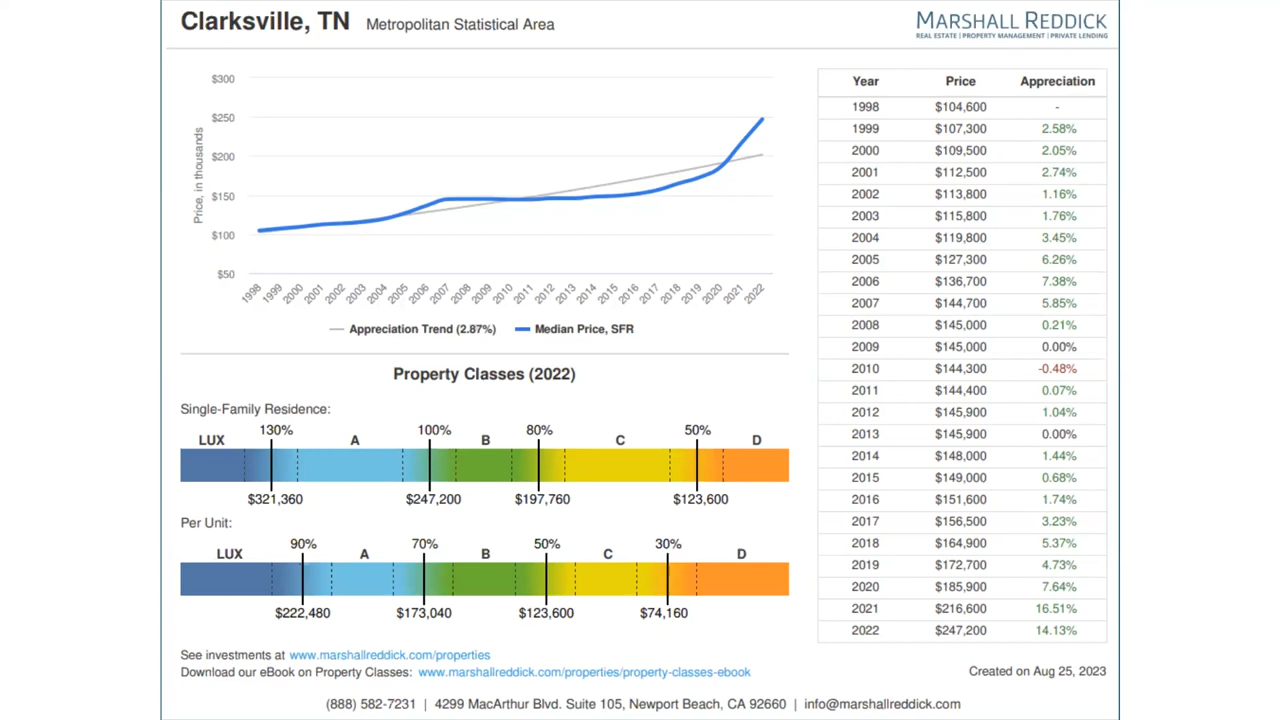 Clarksville, TN Metropolitan Statistical Area
MARSHALL REDDICK
REAL ESTATE | PROPERTY MANAGEMENT | PRIVATE LENDING
$300
$250
$200
$150
$100
$50
Price, in thousands
1998 1999 2000 2001 2002 2003 2004 2005 2006 2007 2008 2009 2010 2011 2012 2013 2014 2015 2016 2017 2018 2019 2020 2021 2022
Appreciation Trend (2.87%) Median Price, SFR
Property Classes (2022)
Single-Family Residence:
130% 100% 80% 50%
LUX A B C D
$321,360 $247,200 $197,760 $123,600
Per Unit:
90% 70% 50% 30%
LUX A B C D
$222,480 $173,040 $123,600 $74,160
Year Price Appreciation
1998 $104,600 -
1999 $107,300 2.58%
2000 $109,500 2.05%
2001 $112,500 2.74%
2002 $113,800 1.16%
2003 $115,800 1.76%
2004 $119,800 3.45%
2005 $127,300 6.26%
2006 $136,700 7.38%
2007 $144,700 5.85%
2008 $145,000 0.21%
2009 $145,000 0.00%
2010 $144,300 -0.48%
2011 $144,400 0.07%
2012 $145,900 1.04%
2013 $145,900 0.00%
2014 $148,000 1.44%
2015 $149,000 0.68%
2016 $151,600 1.74%
2017 $156,500 3.23%
2018 $164,900 5.37%
2019 $172,700 4.73%
2020 $185,900 7.64%
2021 $216,600 16.51%
2022 $247,200 14.13%
See investments at www.marshallreddick.com/properties
Download our eBook on Property Classes: www.marshallreddick.com/properties/property-classes-ebook
Created on Aug 25, 2023
(888) 582-7231 | 4299 MacArthur Blvd. Suite 105, Newport Beach, CA 92660 | info@marshallreddick.com